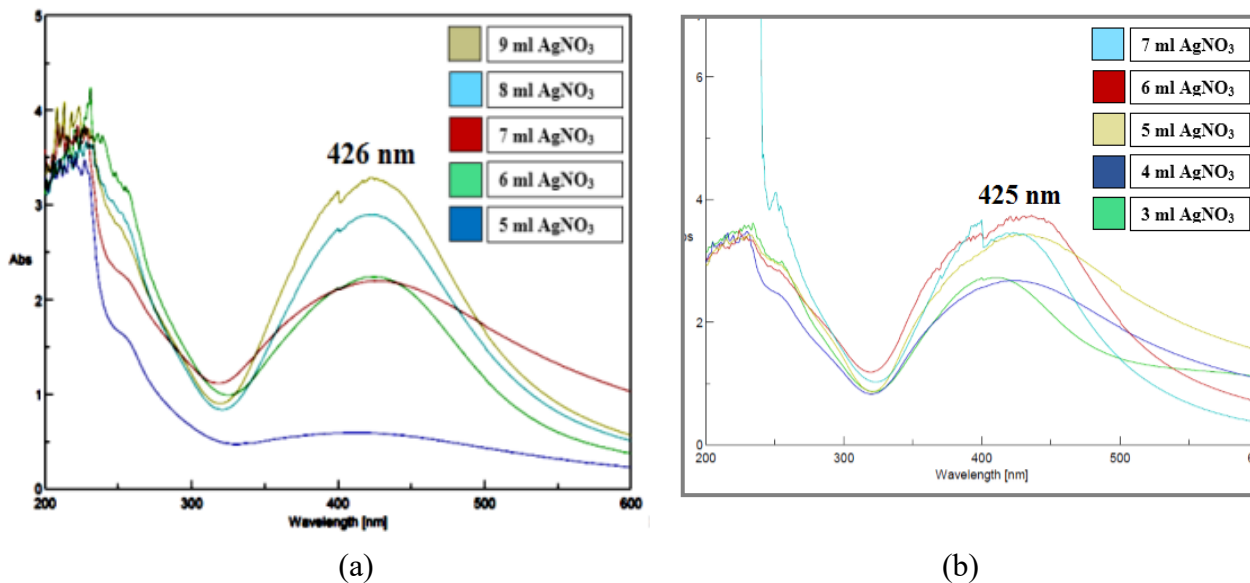 5
4
3
Abs
2
1
0
200
300
400
500
600
Wavelength [nm]
426 nm
9 ml AgNO₃
8 ml AgNO₃
7 ml AgNO₃
6 ml AgNO₃
5 ml AgNO₃
(a)
6
4
2
0
200
300
400
500
Wavelength [nm]
425 nm
7 ml AgNO₃
6 ml AgNO₃
5 ml AgNO₃
4 ml AgNO₃
3 ml AgNO₃
(b)